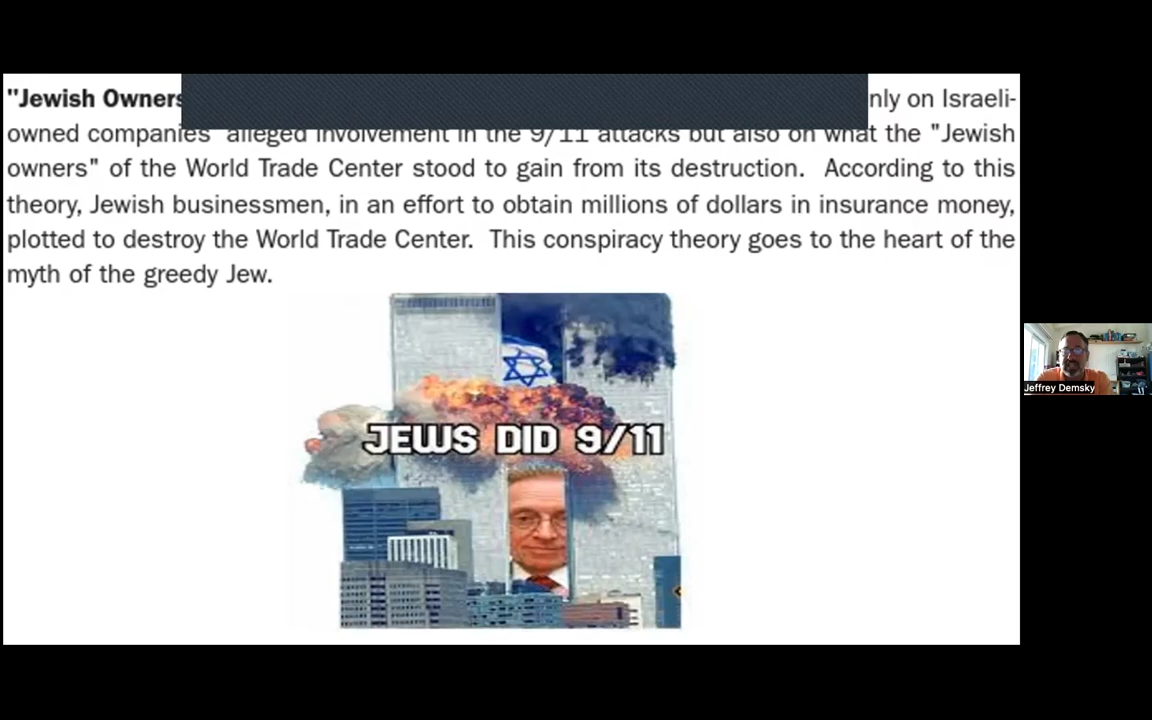 "Jewish Owners
nly on Israeli-
owned companies' alleged involvement in the 9/11 attacks but also on what the "Jewish
owners" of the World Trade Center stood to gain from its destruction. According to this
theory, Jewish businessmen, in an effort to obtain millions of dollars in insurance money,
plotted to destroy the World Trade Center. This conspiracy theory goes to the heart of the
myth of the greedy Jew.
JEWS DID 9/11
Jeffrey Demsky